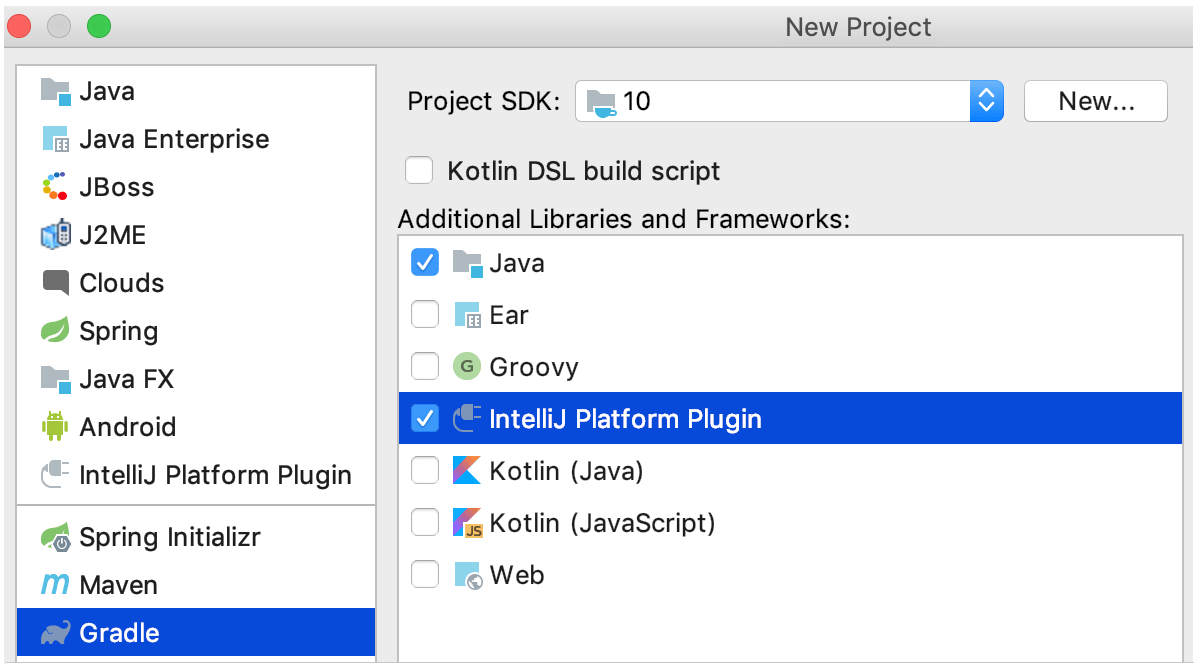 New Project
Java
Java Enterprise
JBoss
J2ME
Clouds
Spring
Java FX
Android
IntelliJ Platform Plugin
Spring Initializr
Maven
Gradle
Project SDK: 10 New...
Kotlin DSL build script
Additional Libraries and Frameworks:
Java
Ear
G Groovy
IntelliJ Platform Plugin
Kotlin (Java)
JS Kotlin (JavaScript)
Web